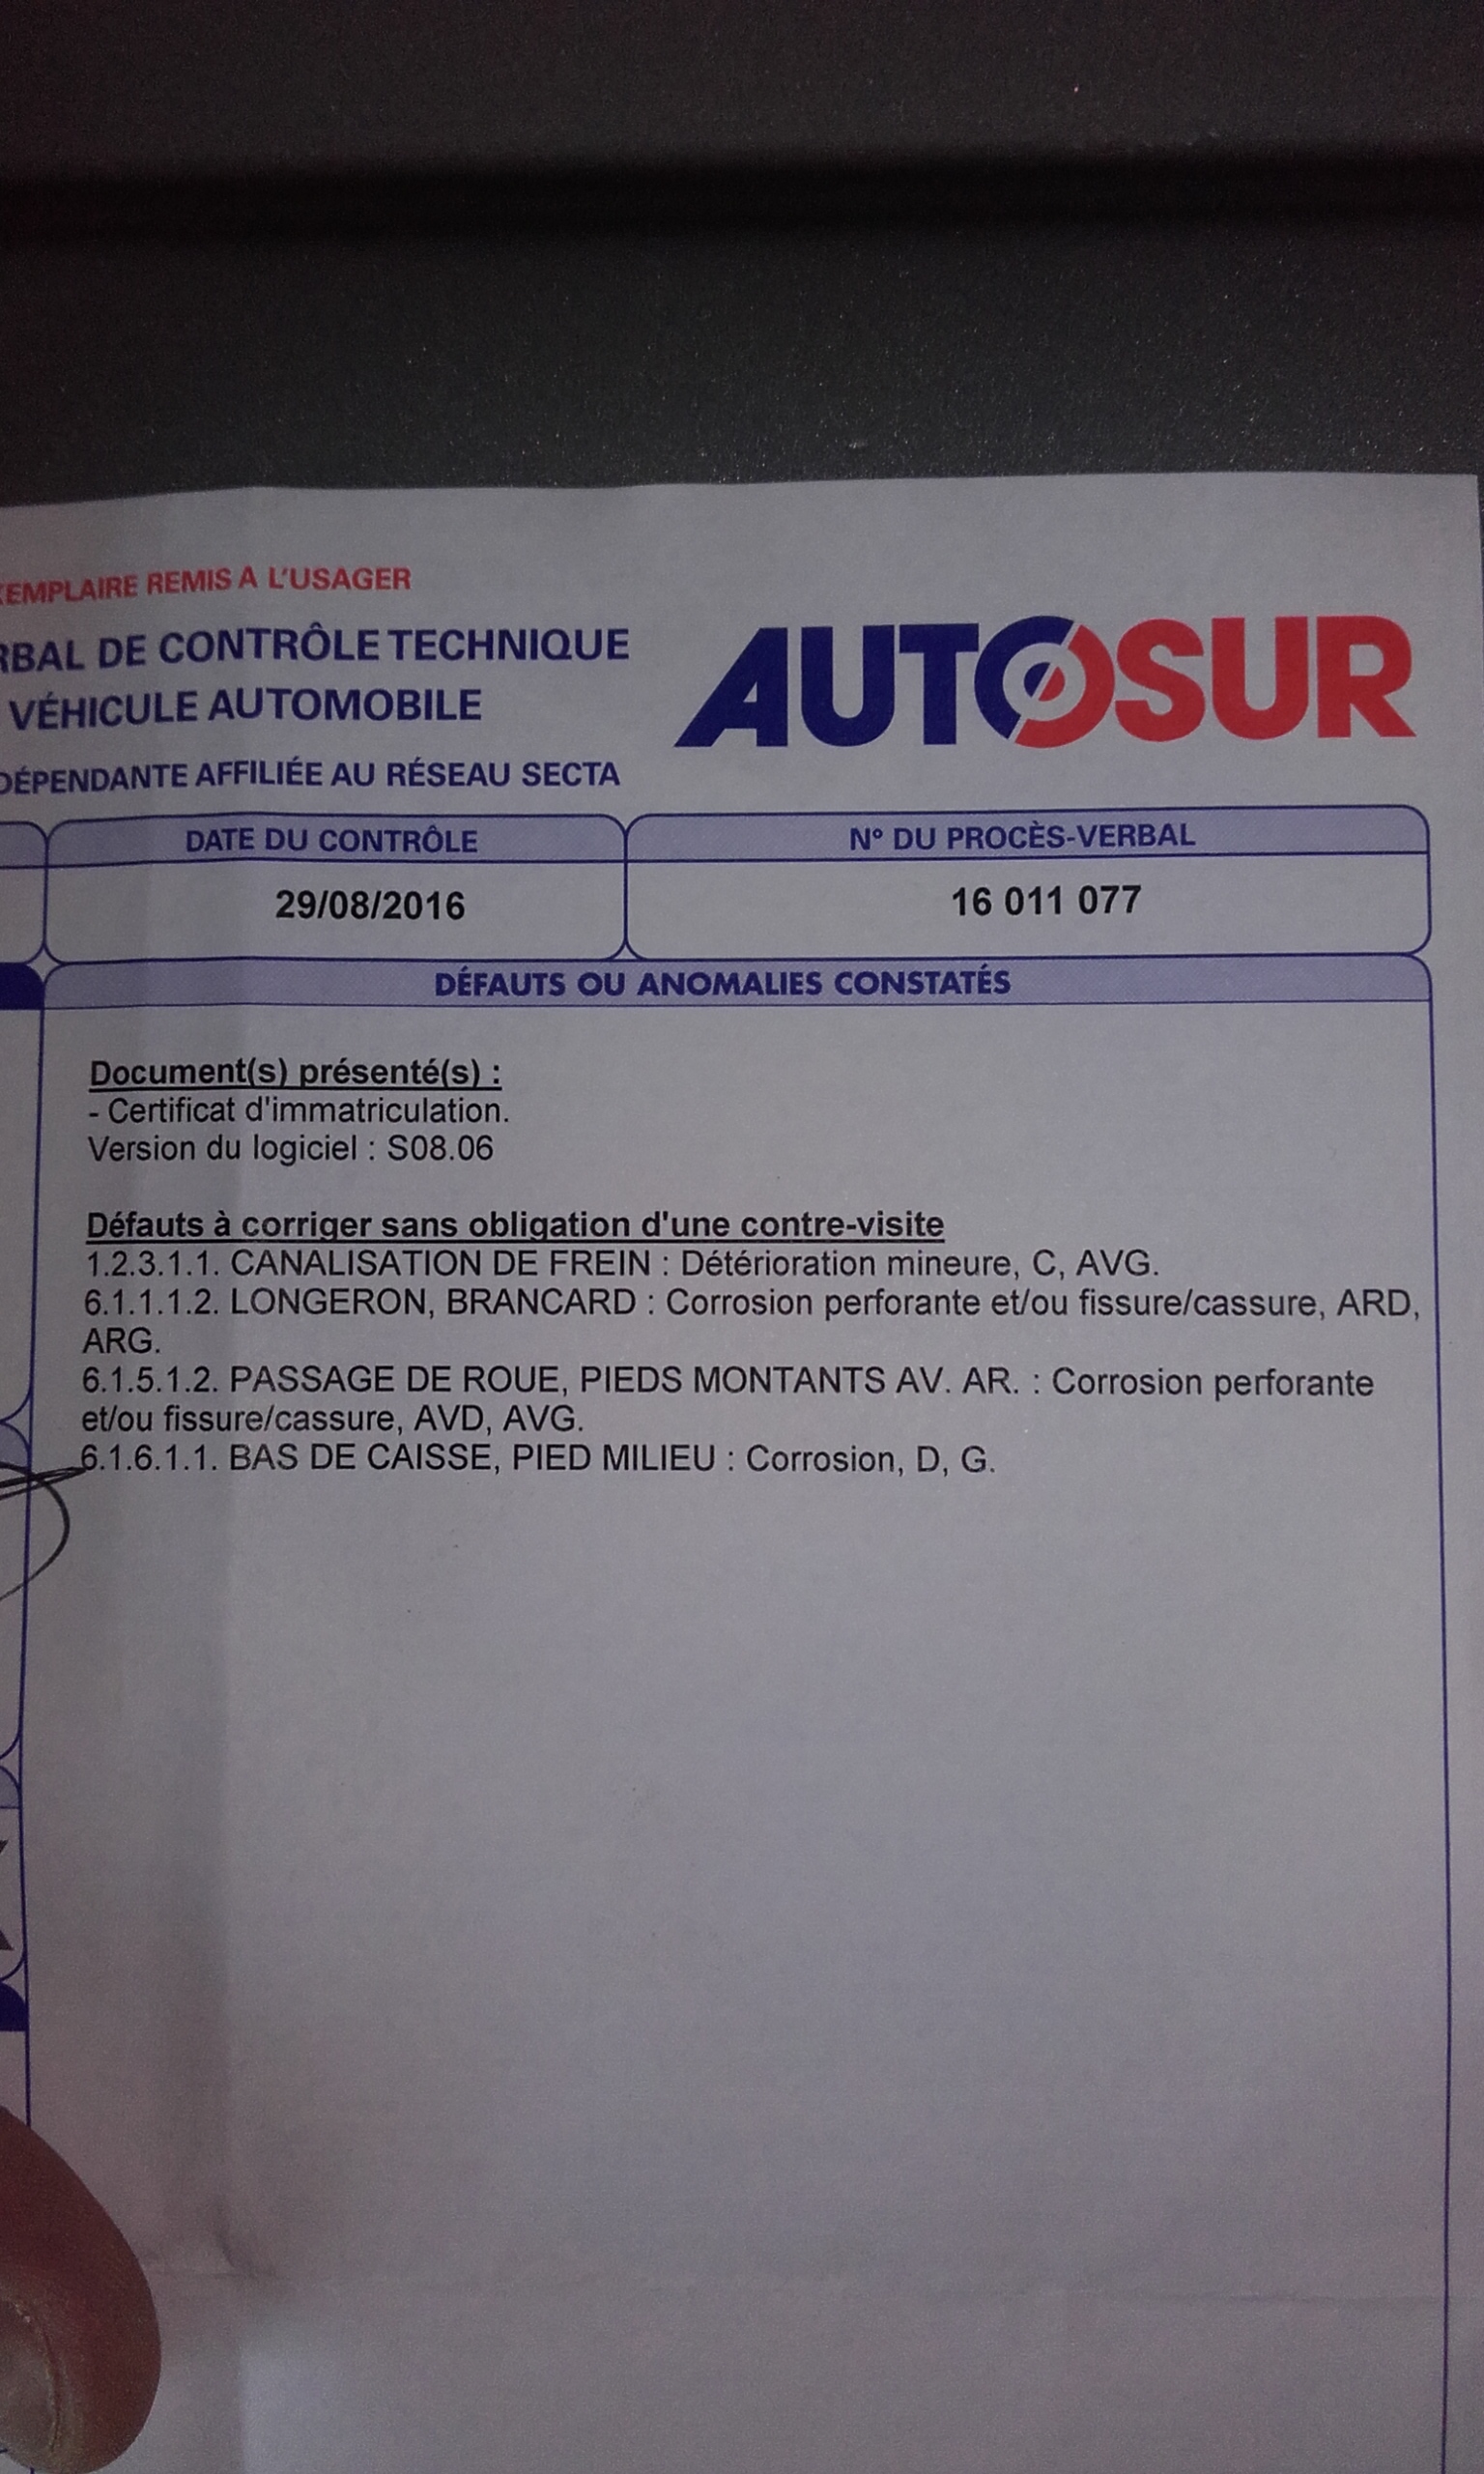 EMPLAIRE REMIS A L'USAGER
RBAL DE CONTRÔLE TECHNIQUE
VÉHICULE AUTOMOBILE
DÉPENDANTE AFFILIÉE AU RÉSEAU SECTA
AUTOSUR
DATE DU CONTRÔLE
N° DU PROCÈS-VERBAL
29/08/2016
16 011 077
DÉFAUTS OU ANOMALIES CONSTATÉS
Document(s) présenté(s) :
- Certificat d'immatriculation.
Version du logiciel : S08.06
Défauts à corriger sans obligation d'une contre-visite
1.2.3.1.1. CANALISATION DE FREIN : Détérioration mineure, C, AVG.
6.1.1.1.2. LONGERON, BRANCARD : Corrosion perforante et/ou fissure/cassure, ARD,
ARG.
6.1.5.1.2. PASSAGE DE ROUE, PIEDS MONTANTS AV. AR. : Corrosion perforante
et/ou fissure/cassure, AVD, AVG.
6.1.6.1.1. BAS DE CAISSE, PIED MILIEU : Corrosion, D, G.